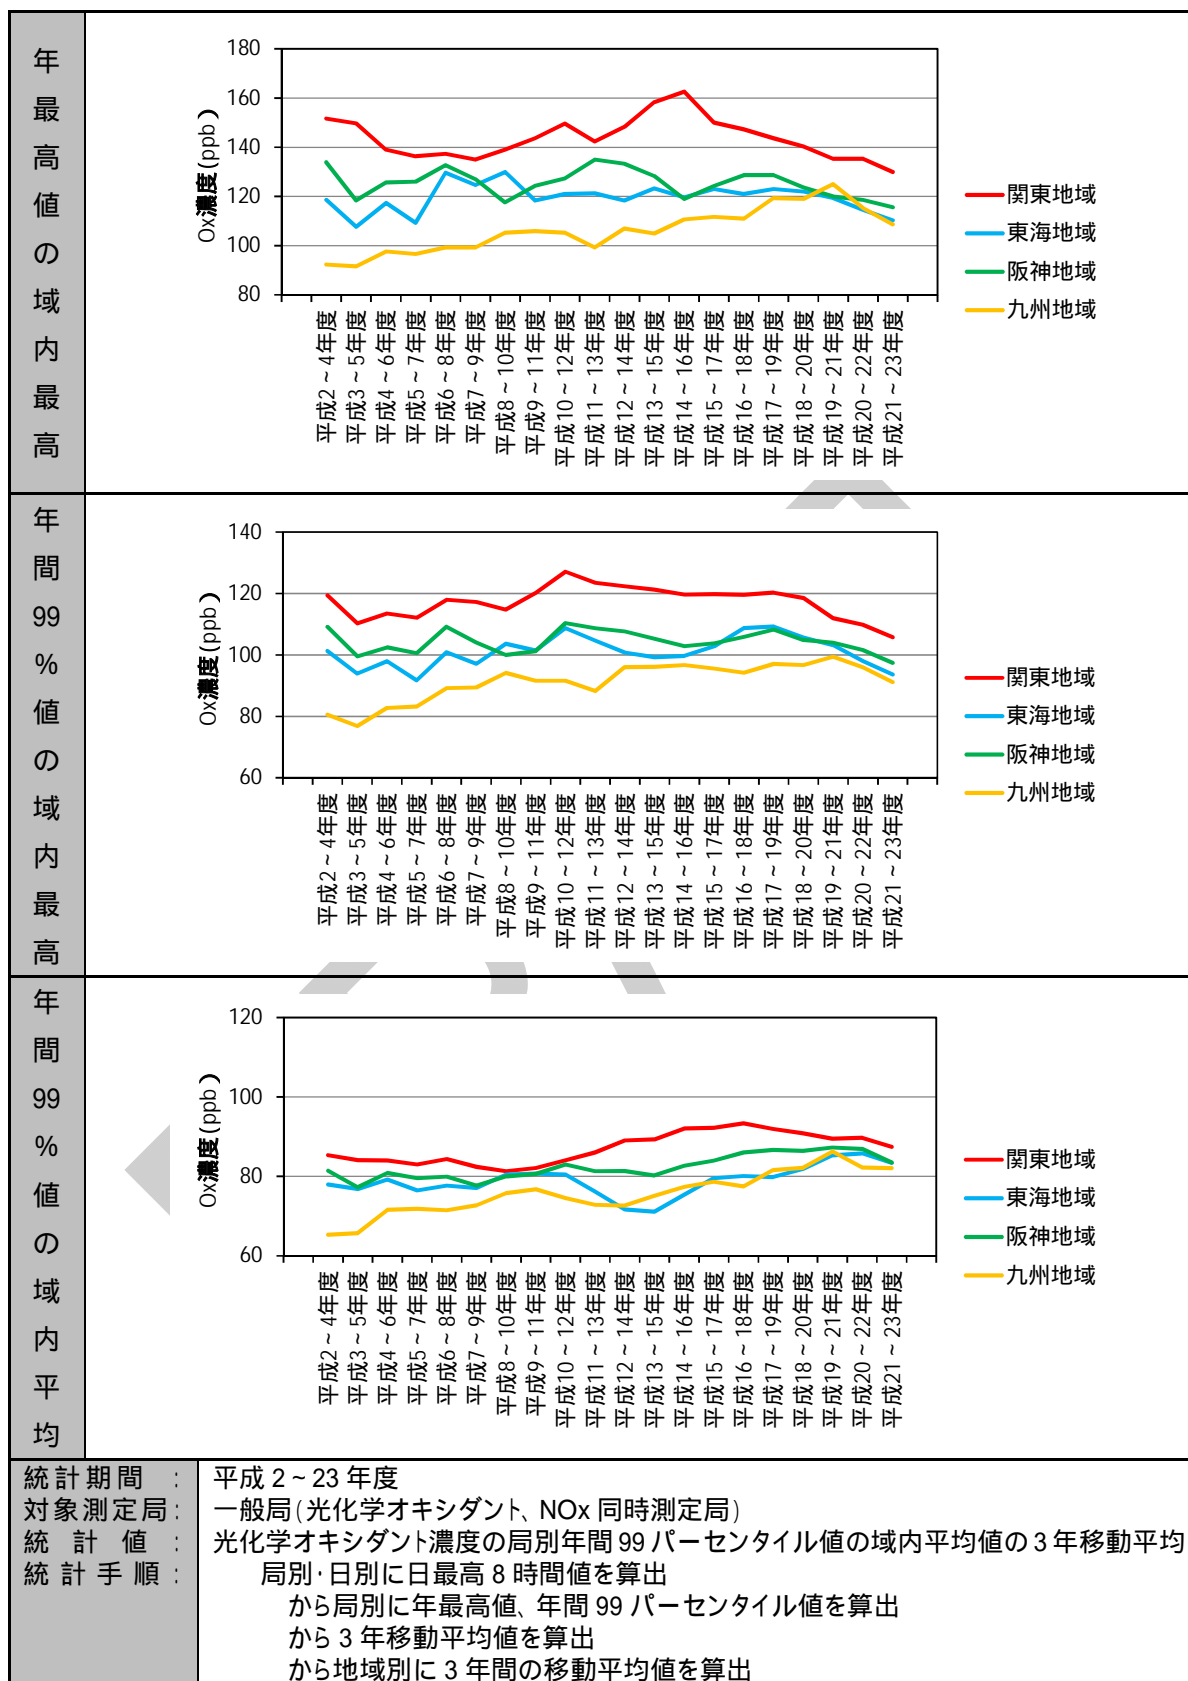 年最高値の域内最高
180
160
140
120
100
80
Ox濃度(ppb)
関東地域
東海地域
阪神地域
九州地域
平成2～4年度
平成3～5年度
平成4～6年度
平成5～7年度
平成6～8年度
平成7～9年度
平成8～10年度
平成9～11年度
平成10～12年度
平成11～13年度
平成12～14年度
平成13～15年度
平成14～16年度
平成15～17年度
平成16～18年度
平成17～19年度
平成18～20年度
平成19～21年度
平成20～22年度
平成21～23年度
年間99%値の域内最高
140
120
100
80
60
Ox濃度(ppb)
関東地域
東海地域
阪神地域
九州地域
平成2～4年度
平成3～5年度
平成4～6年度
平成5～7年度
平成6～8年度
平成7～9年度
平成8～10年度
平成9～11年度
平成10～12年度
平成11～13年度
平成12～14年度
平成13～15年度
平成14～16年度
平成15～17年度
平成16～18年度
平成17～19年度
平成18～20年度
平成19～21年度
平成20～22年度
平成21～23年度
年間99%値の域内平均
120
100
80
60
Ox濃度(ppb)
関東地域
東海地域
阪神地域
九州地域
平成2～4年度
平成3～5年度
平成4～6年度
平成5～7年度
平成6～8年度
平成7～9年度
平成8～10年度
平成9～11年度
平成10～12年度
平成11～13年度
平成12～14年度
平成13～15年度
平成14～16年度
平成15～17年度
平成16～18年度
平成17～19年度
平成18～20年度
平成19～21年度
平成20～22年度
平成21～23年度
統計期間：平成2～23年度
対象測定局：一般局(光化学オキシダント、NOx同時測定局)
統計値：光化学オキシダント濃度の局別年間99パーセンタイル値の域内平均値の3年移動平均
統計手順：局別・日別に日最高8時間値を算出
から局別に年最高値、年間99パーセンタイル値を算出
から3年移動平均値を算出
から地域別に3年間の移動平均値を算出